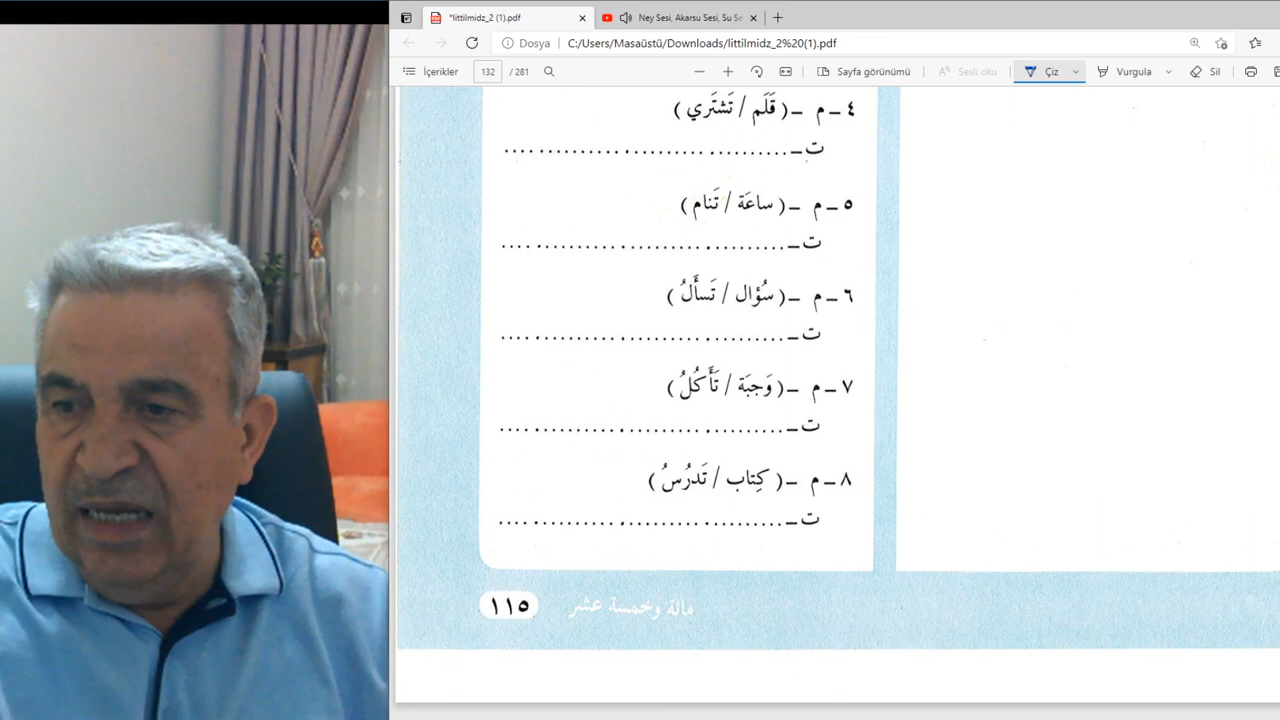 *littilmidz_2 (1).pdf
Ney Sesi, Akarsu Sesi, Su Se
Dosya
C:/Users/Masaüstü/Downloads/littilmidz_2%20(1).pdf
İçerikler
132 / 281
Sayfa görünümü
Sesli oku
Çiz
Vurgula
Sil
٤ ـ م ـ ( قَلَم / تَشتَري )
ت ـ ................................
٥ ـ م ـ ( ساعَة / تَنام )
ت ـ ................................
٦ ـ م ـ ( سُؤال / تَسأَلُ )
ت ـ ................................
٧ ـ م ـ ( وَجبَة / تَأكُلُ )
ت ـ ................................
٨ ـ م ـ ( كِتاب / تَدرُسُ )
ت ـ ................................
١١٥ مائة وخمسة عشر